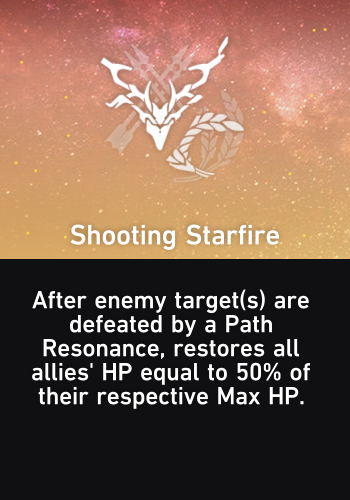 Shooting Starfire
After enemy target(s) are
defeated by a Path
Resonance, restores all
allies' HP equal to 50% of
their respective Max HP.